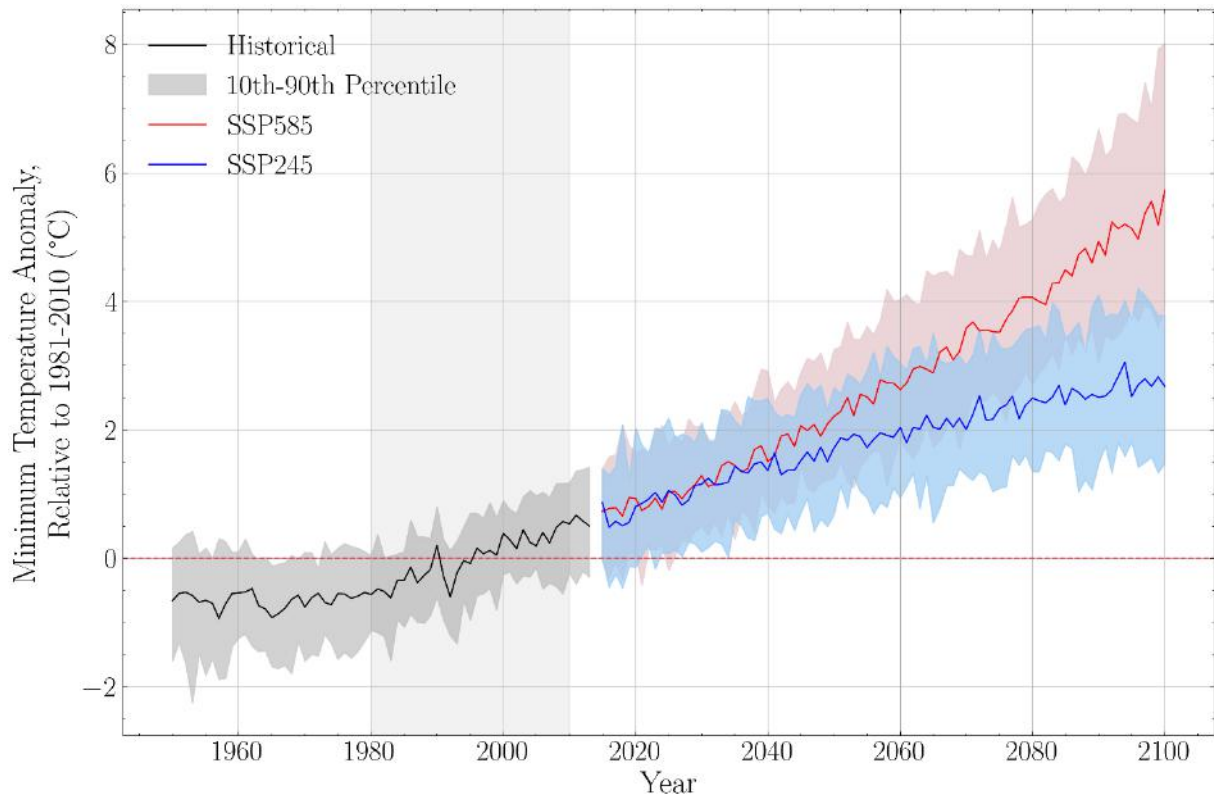 Historical
10th-90th Percentile
SSP585
SSP245
Minimum Temperature Anomaly,
Relative to 1981-2010 (°C)
8
6
4
2
0
−2
1960
1980
2000
2020
2040
2060
2080
2100
Year